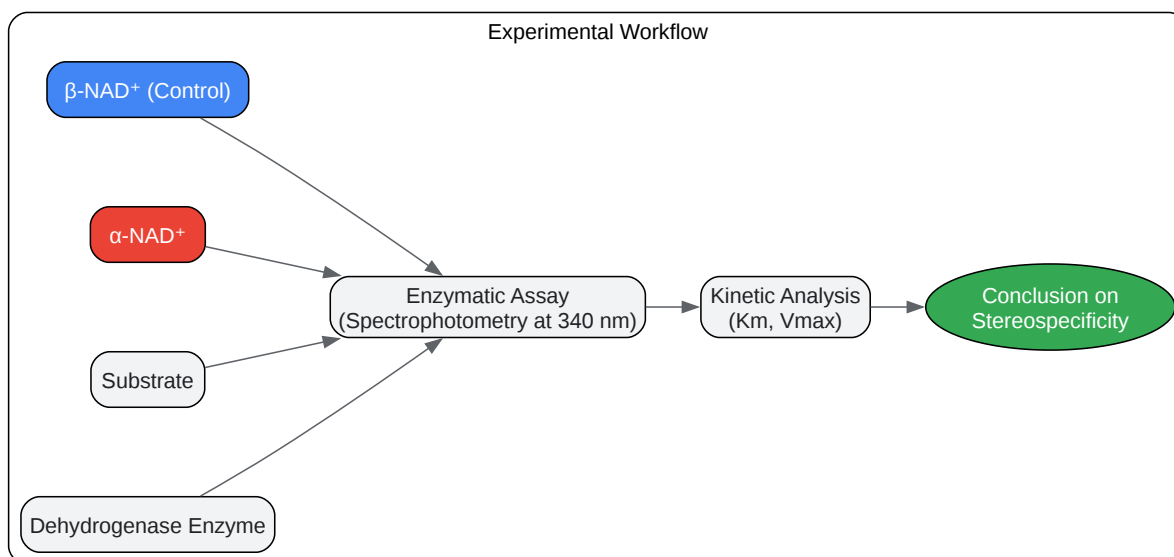 Experimental Workflow
β-NAD⁺ (Control)
α-NAD⁺
Substrate
Dehydrogenase Enzyme
Enzymatic Assay
(Spectrophotometry at 340 nm)
Kinetic Analysis
(Km, Vmax)
Conclusion on
Stereospecificity